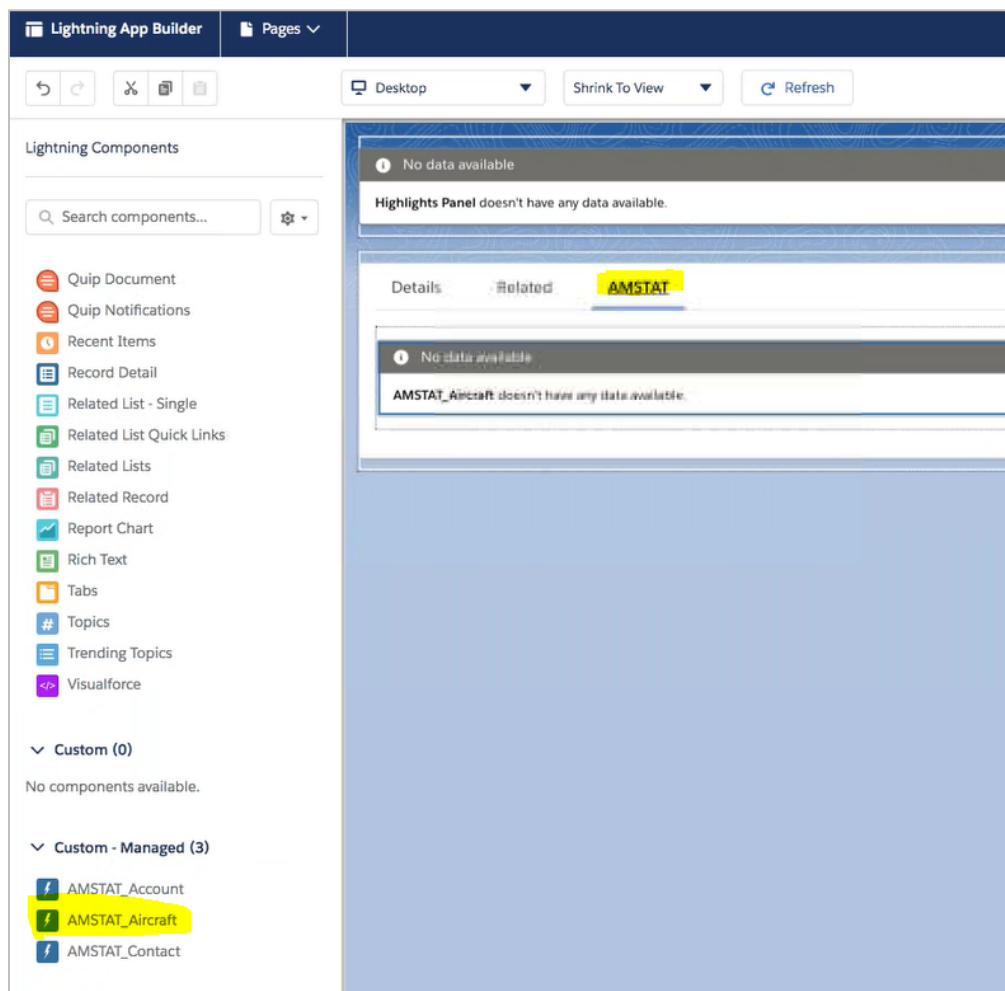 Lightning App Builder
Pages
Desktop
Shrink To View
Refresh
Lightning Components
Search components...
Quip Document
Quip Notifications
Recent Items
Record Detail
Related List - Single
Related List Quick Links
Related Lists
Related Record
Report Chart
Rich Text
Tabs
Topics
Trending Topics
Visualforce
Custom (0)
No components available.
Custom - Managed (3)
AMSTAT_Account
AMSTAT_Aircraft
AMSTAT_Contact
No data available
Highlights Panel doesn't have any data available.
Details Related AMSTAT
No data available
AMSTAT_Aircraft doesn't have any data available.